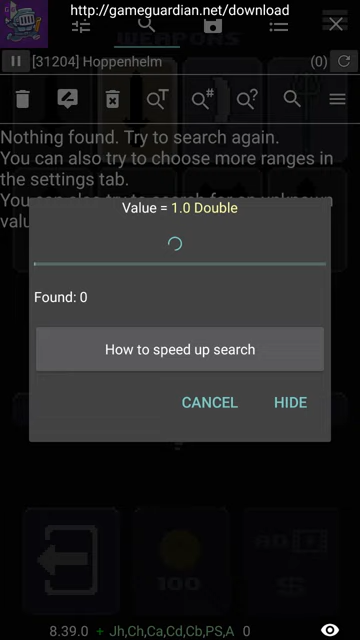 http://gameguardian.net/download
WEAPONS
[31204] Hoppenhelm
(0)
Nothing found. Try to search again.
You can also try to choose more ranges in
the settings tab.
Value = 1.0 Double
Found: 0
How to speed up search
CANCEL
HIDE
100
AD
8.39.0 + Jh,Ch,Ca,Cd,Cb,PS,A 0